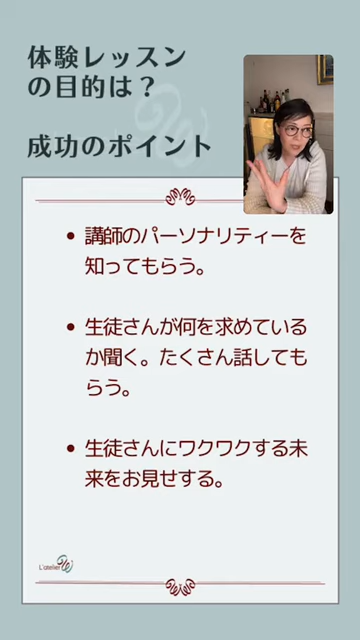 体験レッスン
の目的は？
成功のポイント
• 講師のパーソナリティーを
知ってもらう。
• 生徒さんが何を求めている
か聞く。たくさん話しても
らう。
• 生徒さんにワクワクする未
来をお見せする。
L'atelier W